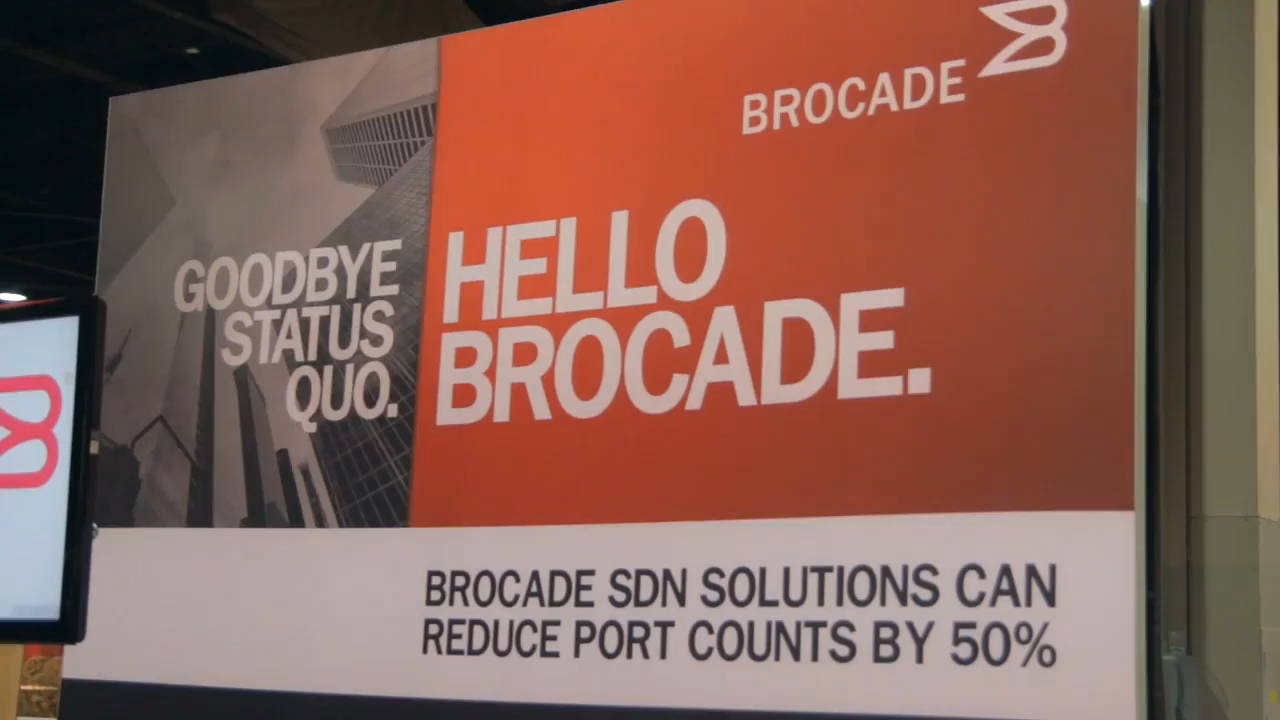 BROCADE
GOODBYE
STATUS
QUO.
HELLO
BROCADE.
BROCADE SDN SOLUTIONS CAN
REDUCE PORT COUNTS BY 50%